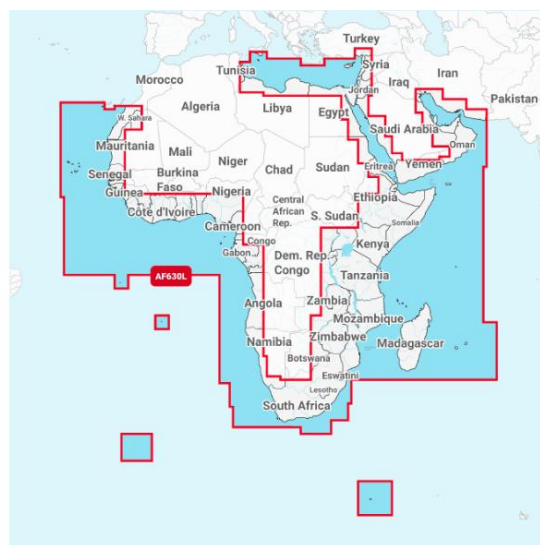 Turkey
Tunisia
Syria
Iran
Morocco
Iraq
Jordan
Pakistan
Algeria
Libya
Egypt
W. Sahara
Saudi Arabia
Mauritania
Oman
Mali
Niger
Chad
Sudan
Yemen
Eritrea
Senegal
Burkina
Faso
Guinea
Nigeria
Ethiopia
Côte d'Ivoire
Central
African
Rep.
S. Sudan
Cameroon
Somalia
Congo
Kenya
Gabon
Dem. Rep.
Congo
AF630L
Tanzania
Angola
Zambia
Mozambique
Zimbabwe
Namibia
Madagascar
Botswana
Eswatini
Lesotho
South Africa